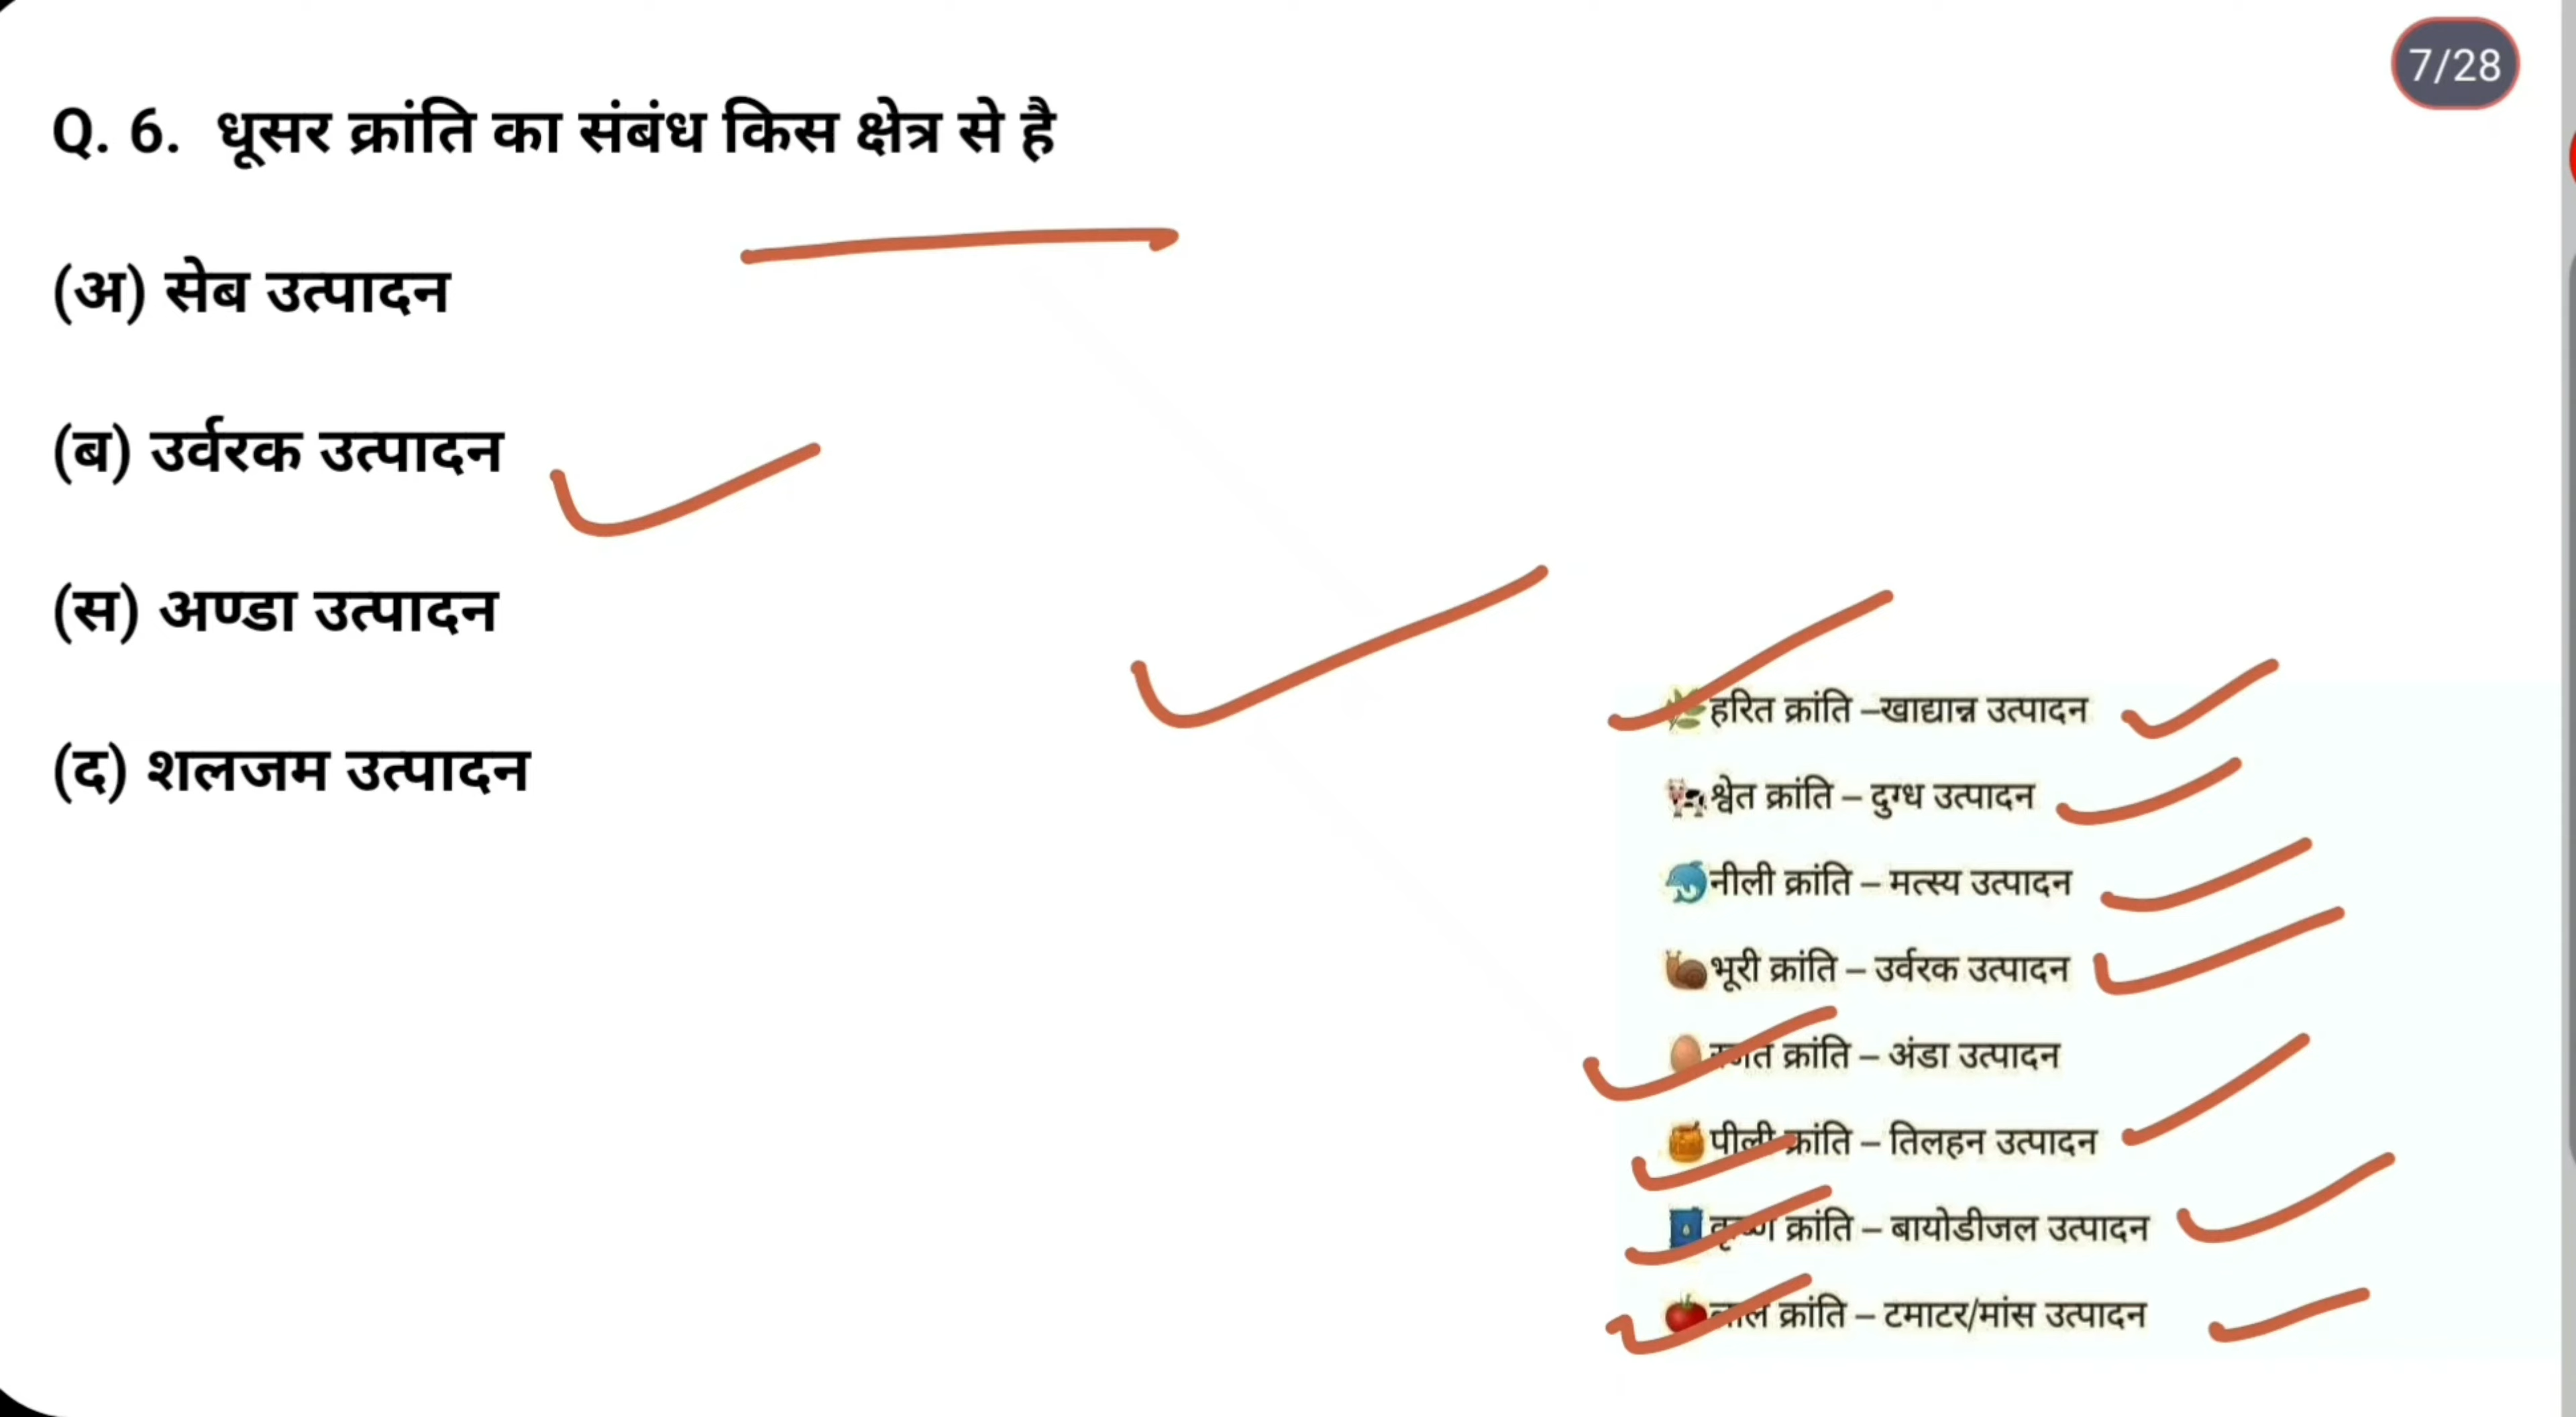 7/28
Q. 6. धूसर क्रांति का संबंध किस क्षेत्र से है
(अ) सेब उत्पादन
(ब) उर्वरक उत्पादन
(स) अण्डा उत्पादन
(द) शलजम उत्पादन
हरित क्रांति –खाद्यान्न उत्पादन
श्वेत क्रांति – दुग्ध उत्पादन
नीली क्रांति – मत्स्य उत्पादन
भूरी क्रांति – उर्वरक उत्पादन
रजत क्रांति – अंडा उत्पादन
पीली क्रांति – तिलहन उत्पादन
कृष्ण क्रांति – बायोडीजल उत्पादन
लाल क्रांति – टमाटर/मांस उत्पादन